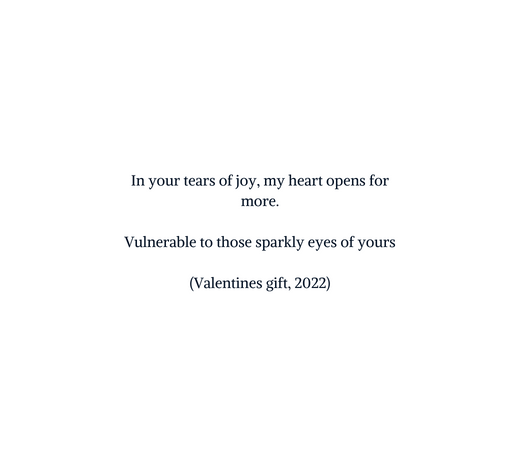 In your tears of joy, my heart opens for
more.
Vulnerable to those sparkly eyes of yours
(Valentines gift, 2022)